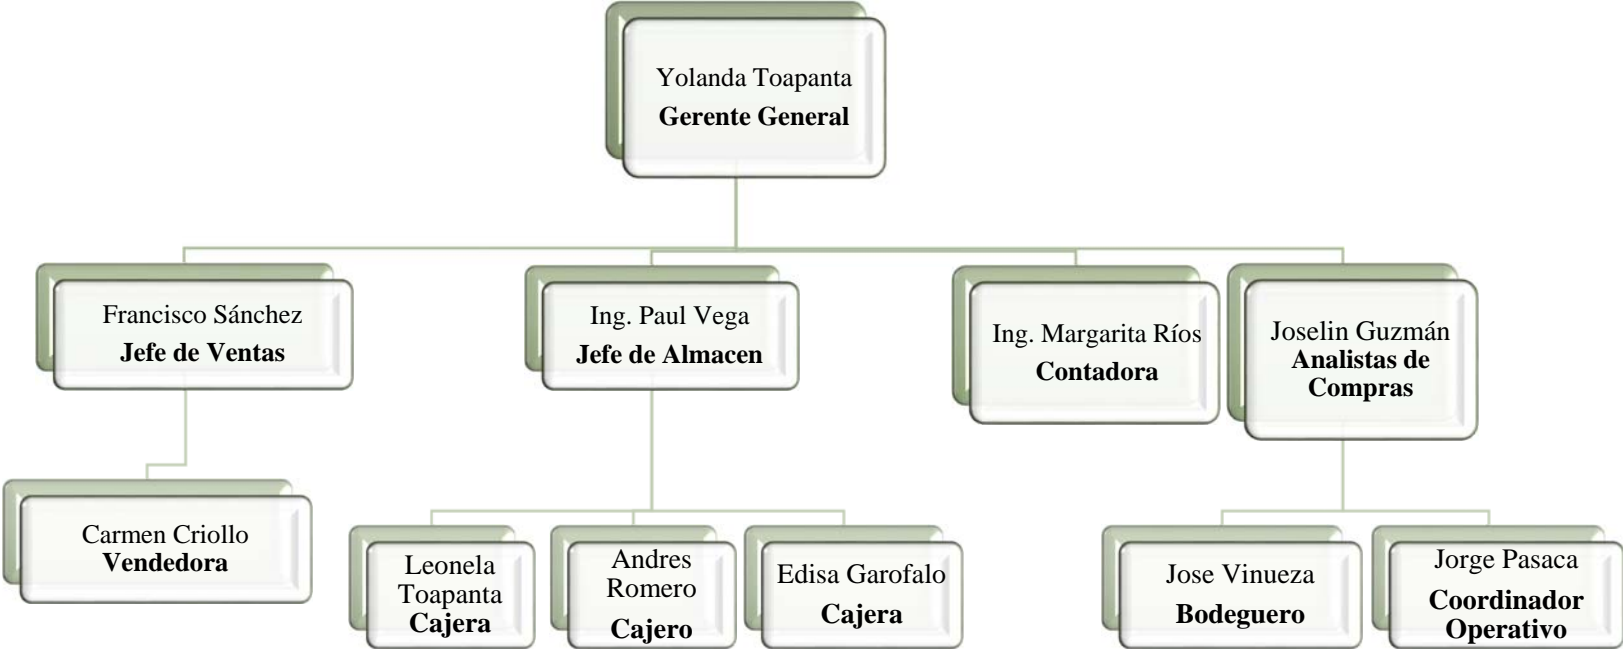 Yolanda Toapanta
Gerente General
Francisco Sánchez
Jefe de Ventas
Ing. Paul Vega
Jefe de Almacen
Ing. Margarita Ríos
Contadora
Joselin Guzmán
Analistas de
Compras
Carmen Criollo
Vendedora
Leonela
Toapanta
Cajera
Andres
Romero
Cajero
Edisa Garofalo
Cajera
Jose Vinueza
Bodeguero
Jorge Pasaca
Coordinador
Operativo